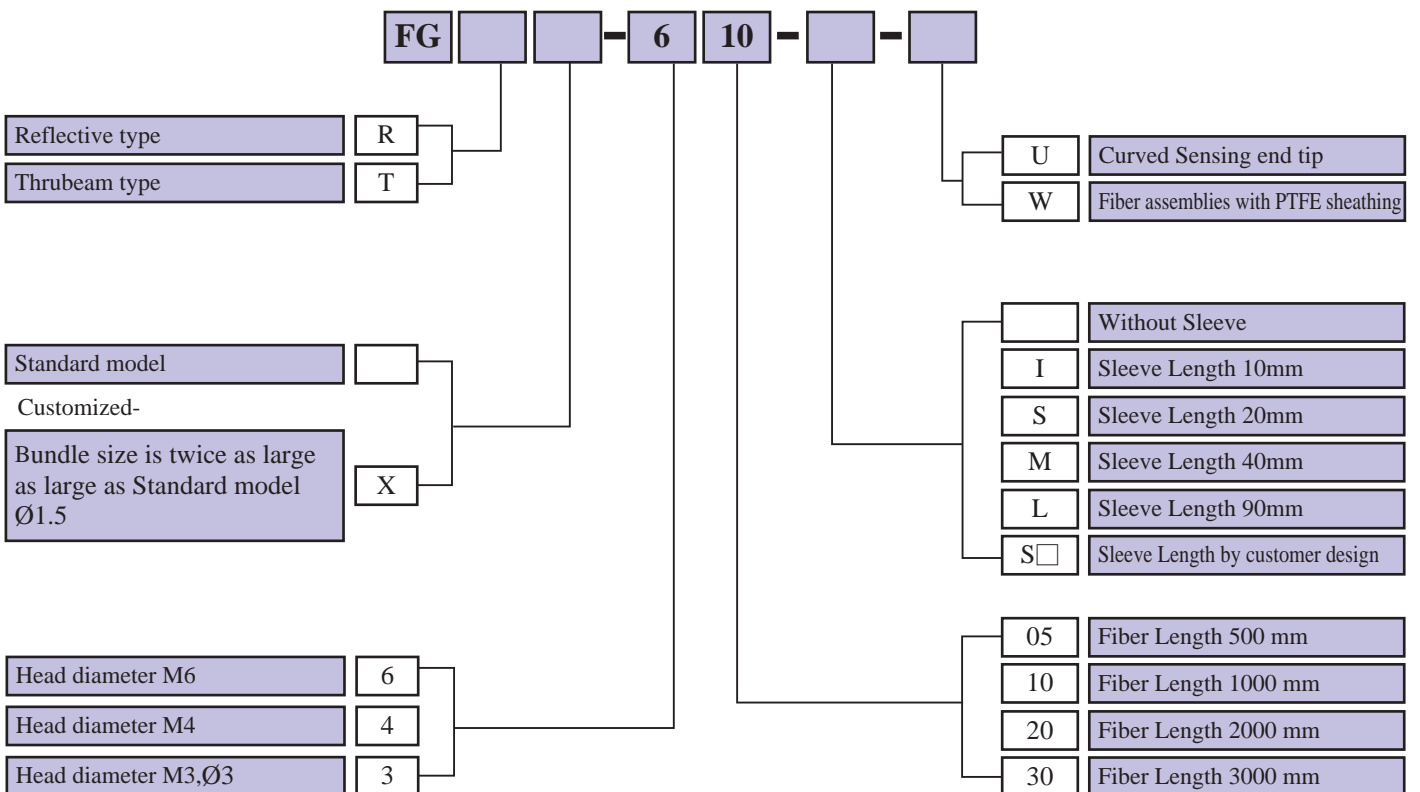 FG - 6 10 - -
Reflective type R
Thrubeam type T
Standard model
Customized-
Bundle size is twice as large
as large as Standard model
Ø1.5
X
Head diameter M6 6
Head diameter M4 4
Head diameter M3,Ø3 3
U Curved Sensing end tip
W Fiber assemblies with PTFE sheathing
Without Sleeve
I Sleeve Length 10mm
S Sleeve Length 20mm
M Sleeve Length 40mm
L Sleeve Length 90mm
S□ Sleeve Length by customer design
05 Fiber Length 500 mm
10 Fiber Length 1000 mm
20 Fiber Length 2000 mm
30 Fiber Length 3000 mm